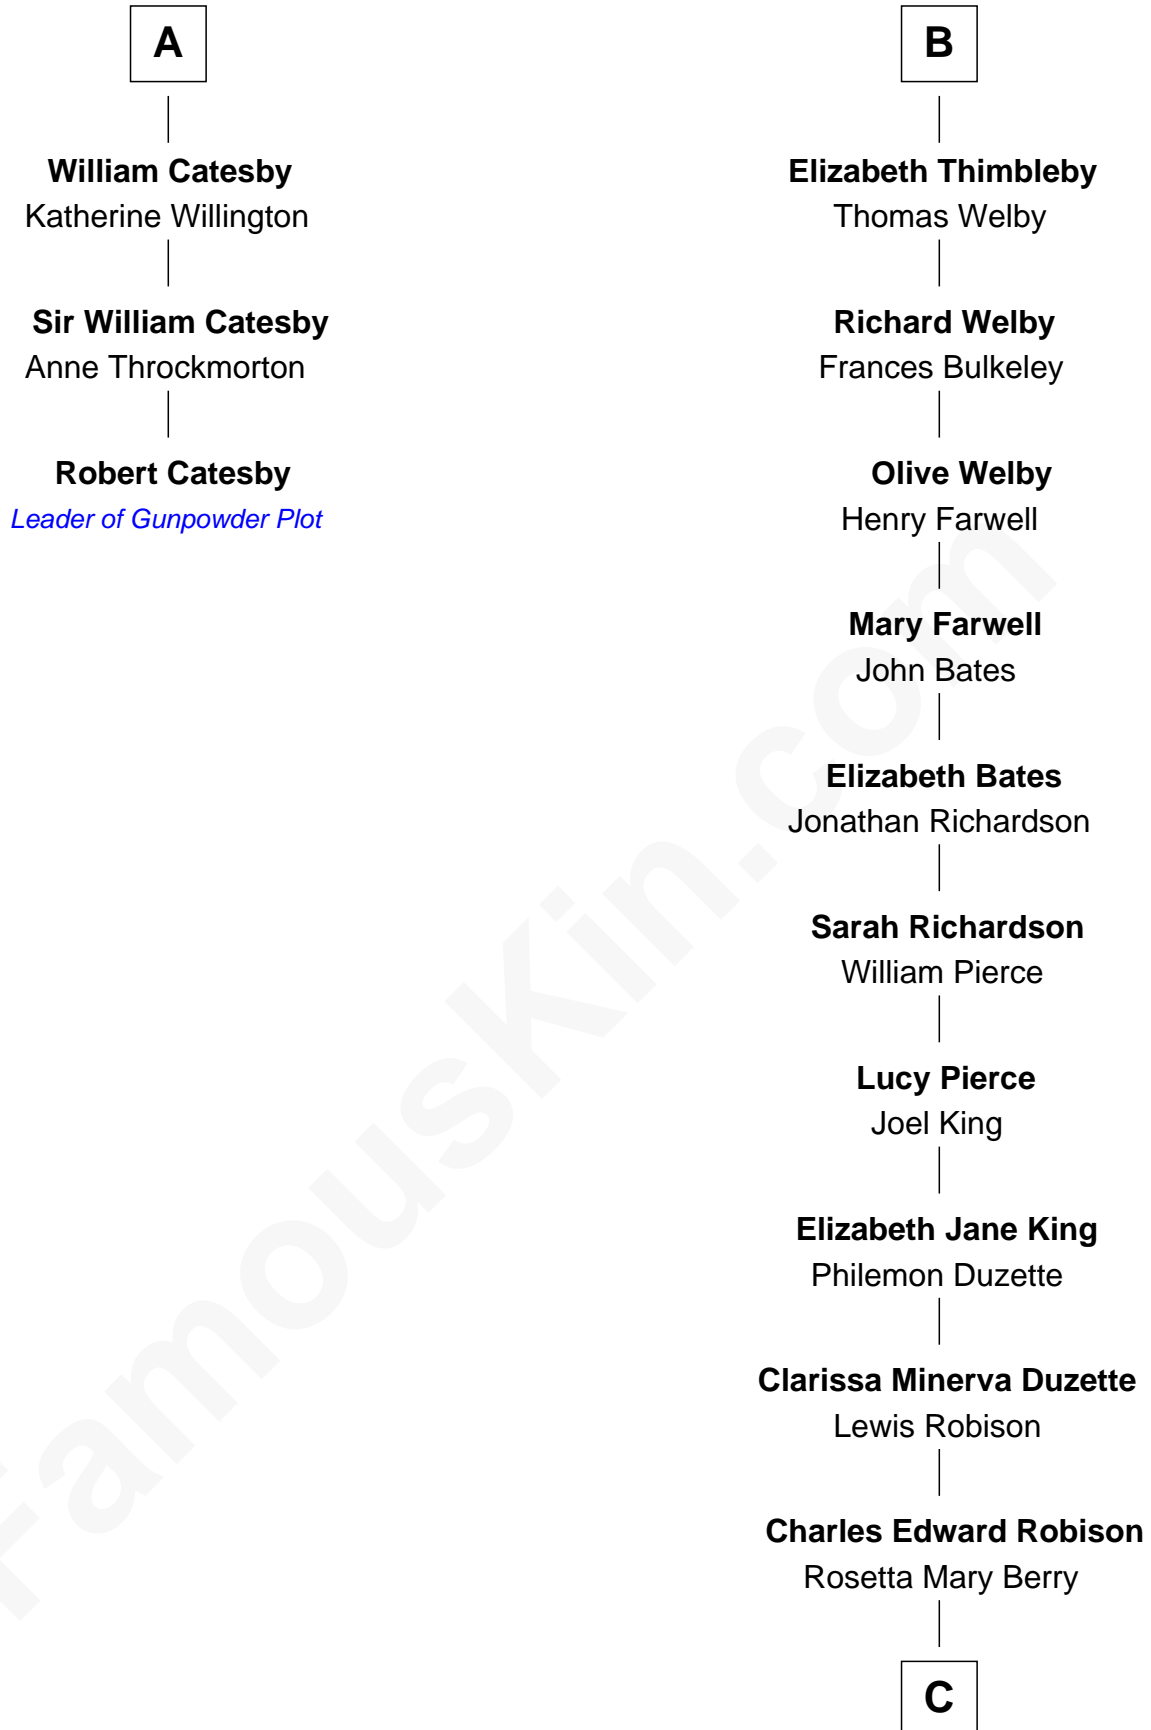 A
William Catesby
Katherine Willington
Sir William Catesby
Anne Throckmorton
Robert Catesby
Leader of Gunpowder Plot
B
Elizabeth Thimbleby
Thomas Welby
Richard Welby
Frances Bulkeley
Olive Welby
Henry Farwell
Mary Farwell
John Bates
Elizabeth Bates
Jonathan Richardson
Sarah Richardson
William Pierce
Lucy Pierce
Joel King
Elizabeth Jane King
Philemon Duzette
Clarissa Minerva Duzette
Lewis Robison
Charles Edward Robison
Rosetta Mary Berry
C
FamousKin.com